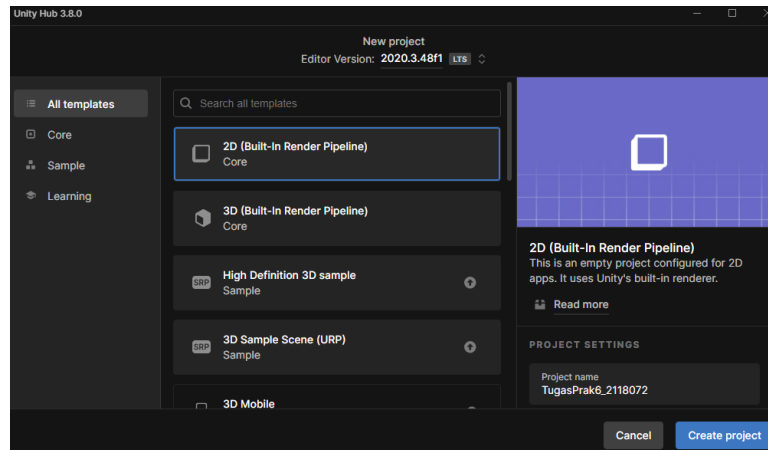 Unity Hub 3.8.0
New project
Editor Version: 2020.3.48f1 LTS
All templates
Core
Sample
Learning
Search all templates
2D (Built-In Render Pipeline)
Core
3D (Built-In Render Pipeline)
Core
SRP
High Definition 3D sample
Sample
SRP
3D Sample Scene (URP)
Sample
3D Mobile
2D (Built-In Render Pipeline)
This is an empty project configured for 2D
apps. It uses Unity's built-in renderer.
Read more
PROJECT SETTINGS
Project name
TugasPrak6_2118072
Cancel
Create project